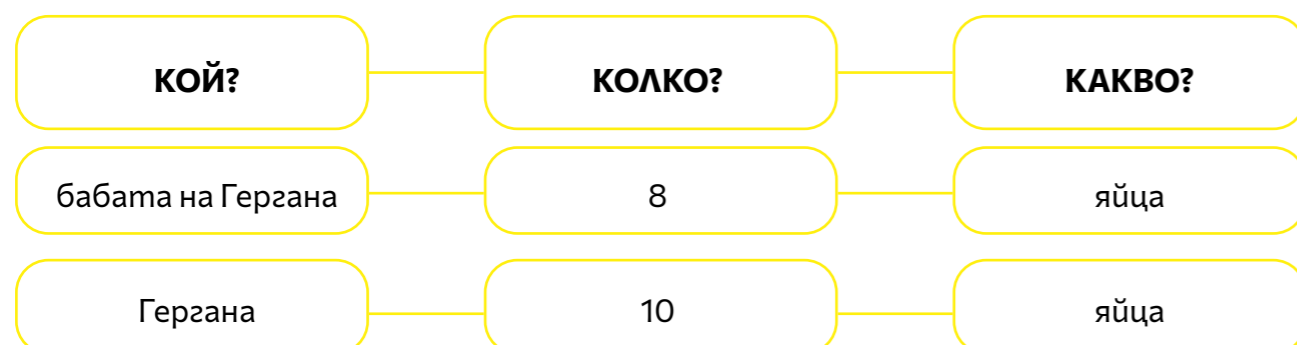 КОЙ? КОЛКО? КАКВО?
бабата на Гергана 8 яйца
Гергана 10 яйца